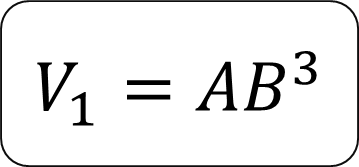 V₁ = AB³